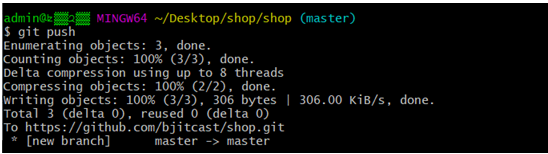 admin@ MINGW64 ~/Desktop/shop/shop (master)
$ git push
Enumerating objects: 3, done.
Counting objects: 100% (3/3), done.
Delta compression using up to 8 threads
Compressing objects: 100% (2/2), done.
Writing objects: 100% (3/3), 306 bytes | 306.00 KiB/s, done.
Total 3 (delta 0), reused 0 (delta 0)
To https://github.com/bjitcast/shop.git
 * [new branch]      master -> master